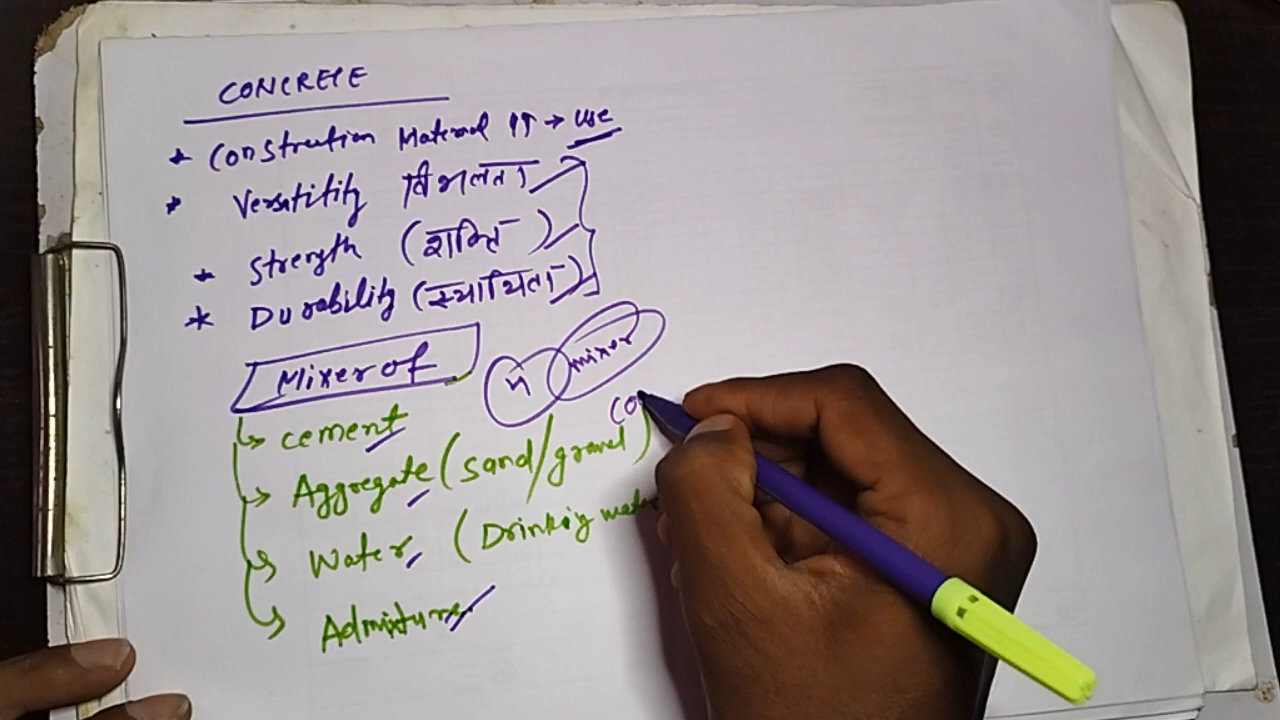 CONCRETE
* Construction Material ↑↑ → use
* Versatility
* Strength (शक्ति)
* Durability (स्थायिता)
Mixer of
mixer
Co
↳ cement
↳ Aggregate (sand/gravel)
↳ Water (Drinking water
↳ Admixture